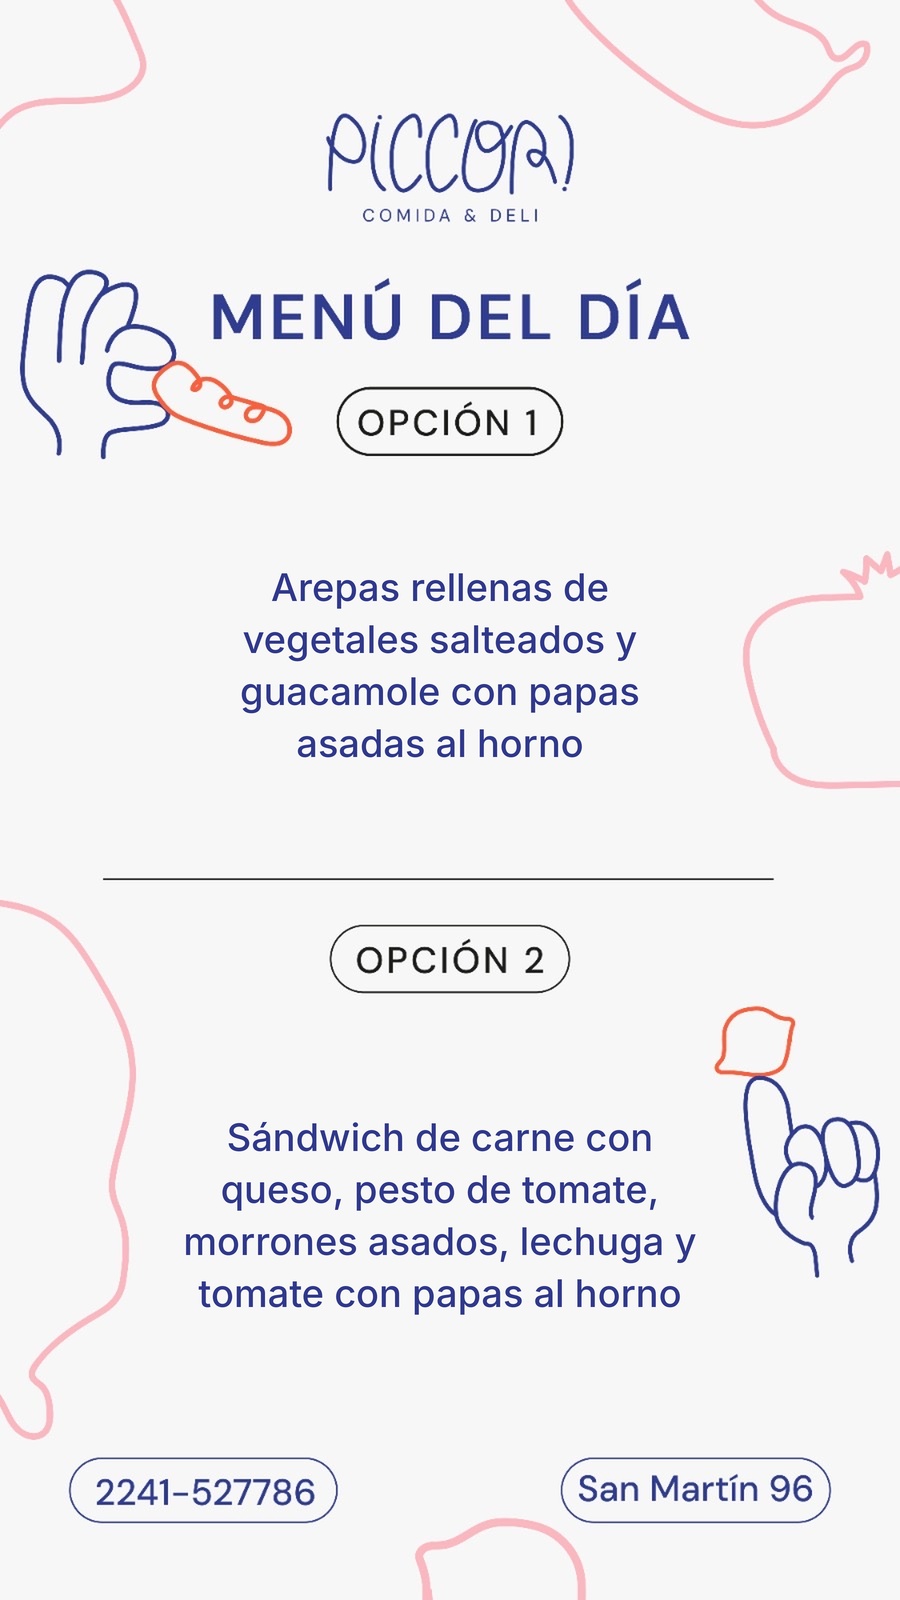 PiCCOR!
COMIDA & DELI
MENÚ DEL DÍA
OPCIÓN 1
Arepas rellenas de
vegetales salteados y
guacamole con papas
asadas al horno
OPCIÓN 2
Sándwich de carne con
queso, pesto de tomate,
morrones asados, lechuga y
tomate con papas al horno
2241-527786
San Martín 96